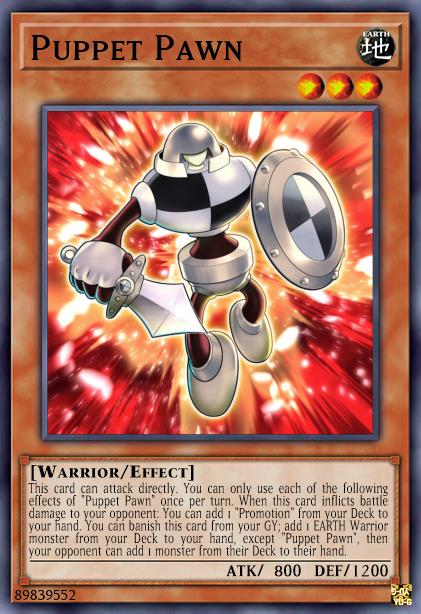 Puppet Pawn
EARTH
地
[Warrior/Effect]
This card can attack directly. You can only use each of the following
effects of "Puppet Pawn" once per turn. When this card inflicts battle
damage to your opponent: You can add 1 "Promotion" from your Deck to
your hand. You can banish this card from your GY; add 1 EARTH Warrior
monster from your Deck to your hand, except "Puppet Pawn", then
your opponent can add 1 monster from their Deck to their hand.
ATK/ 800 DEF/1200
89839552